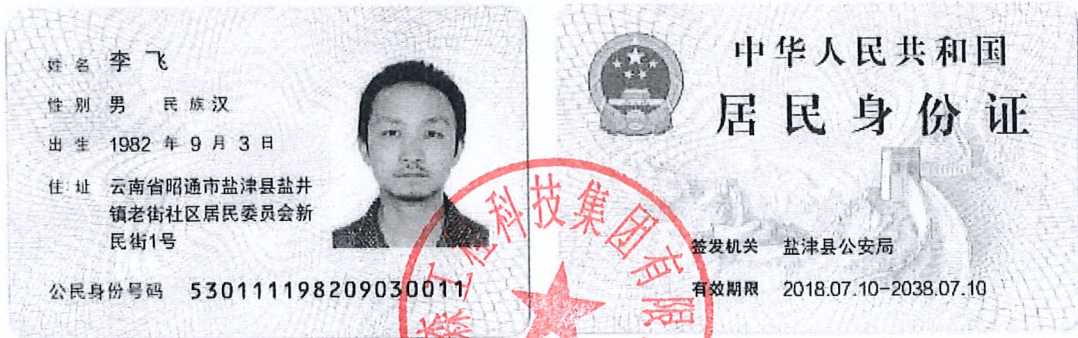 姓名 李飞
性别 男 民族 汉
出生 1982 年 9 月 3 日
住址 云南省昭通市盐津县盐井
镇老街社区居民委员会新
民街1号
公民身份号码 530111198209030011
中华人民共和国
居民身份证
签发机关 盐津县公安局
有效期限 2018.07.10-2038.07.10
工程科技集团有限